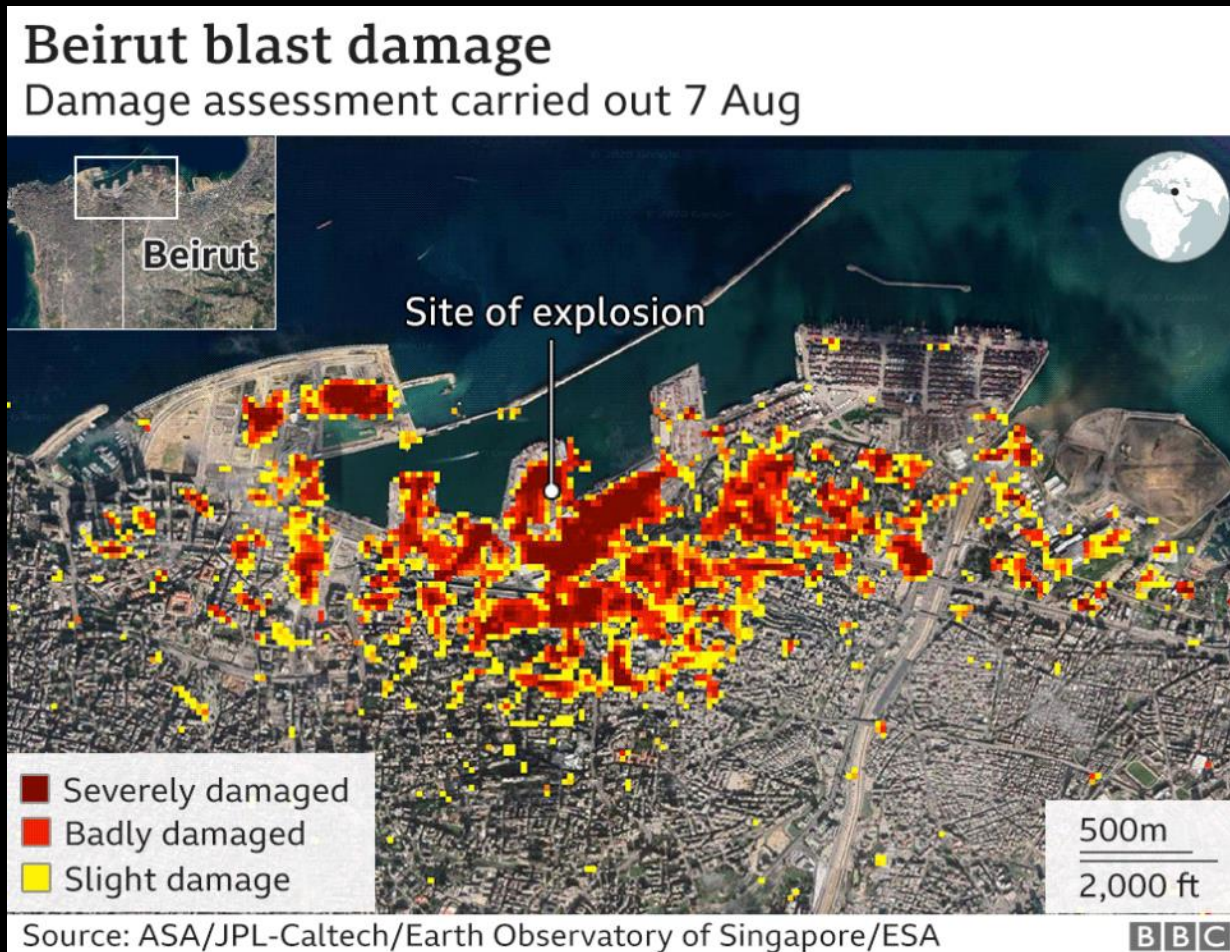 Beirut blast damage
Damage assessment carried out 7 Aug
Beirut
Site of explosion
Severely damaged
Badly damaged
Slight damage
500m
2,000 ft
Source: ASA/JPL-Caltech/Earth Observatory of Singapore/ESA
BBC